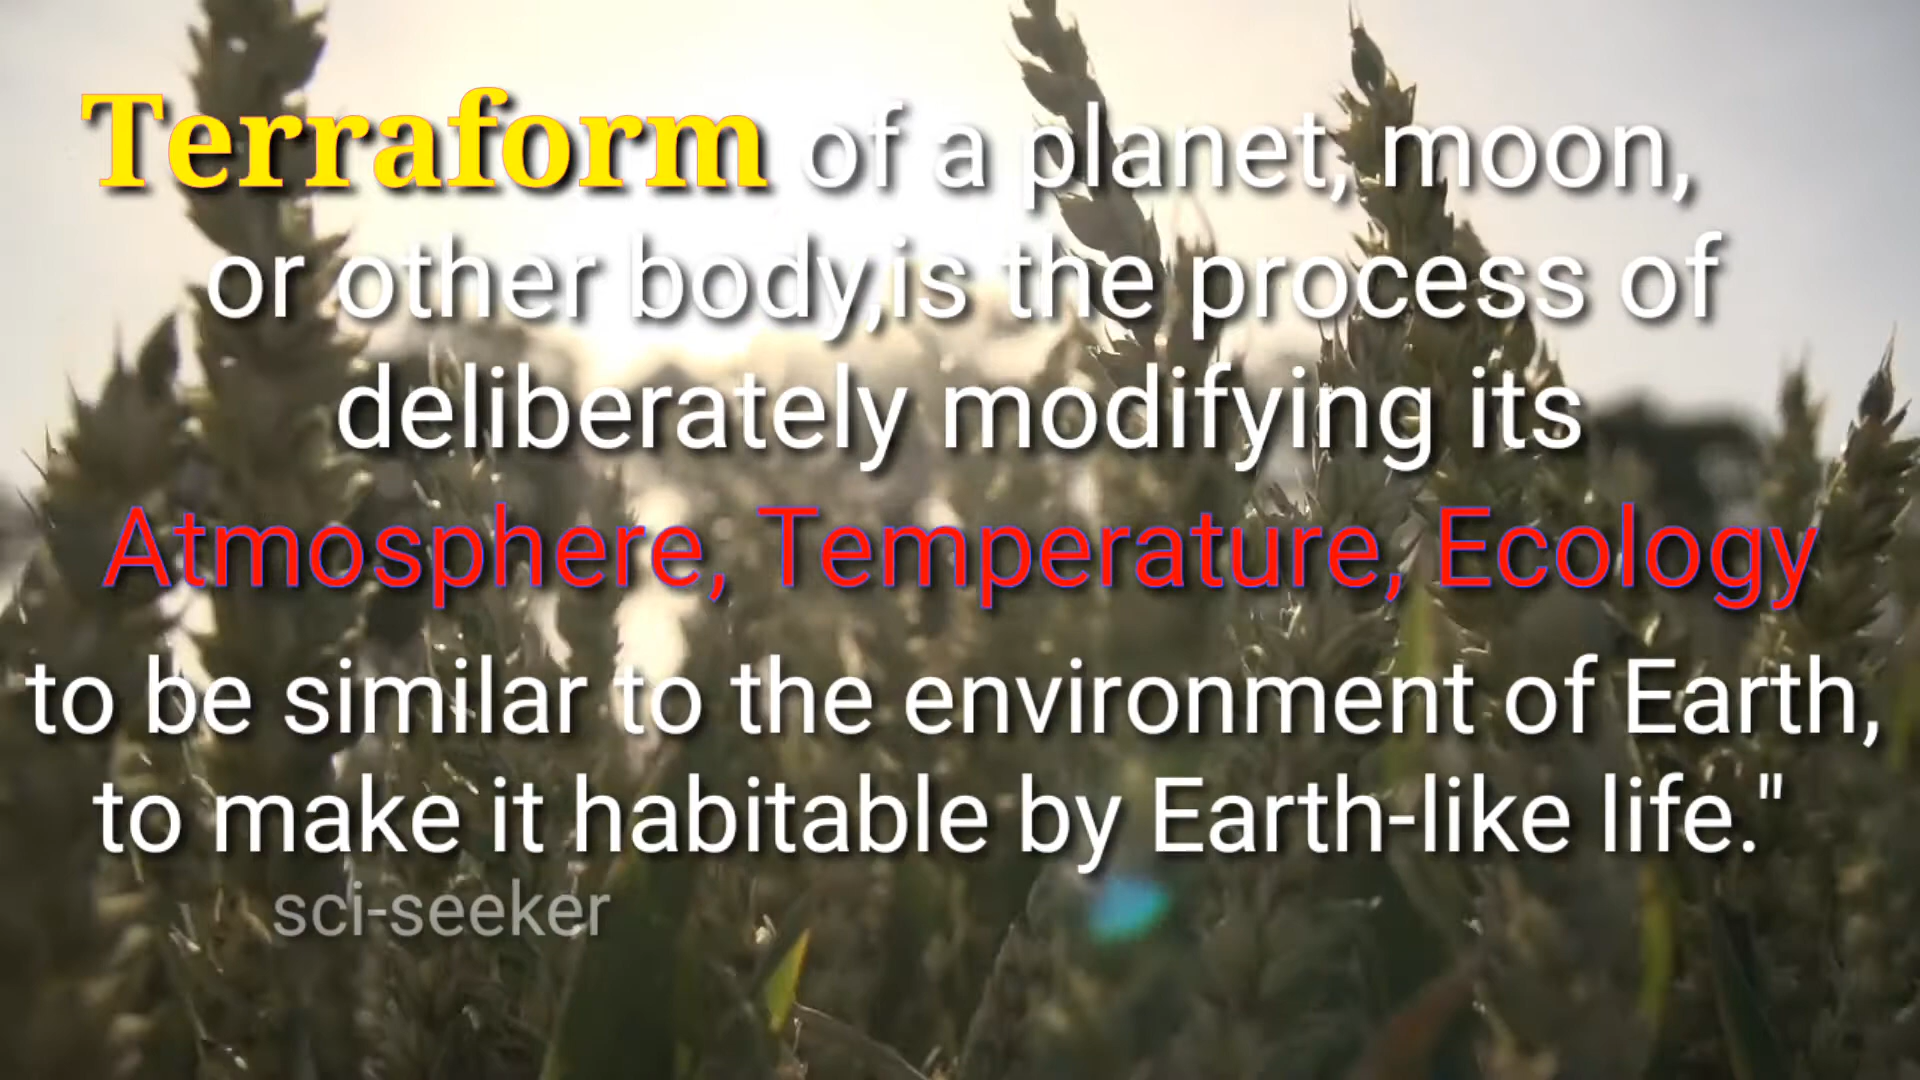 Terraform of a planet, moon,
or other body,is the process of
deliberately modifying its
Atmosphere, Temperature, Ecology
to be similar to the environment of Earth,
to make it habitable by Earth-like life."
sci-seeker